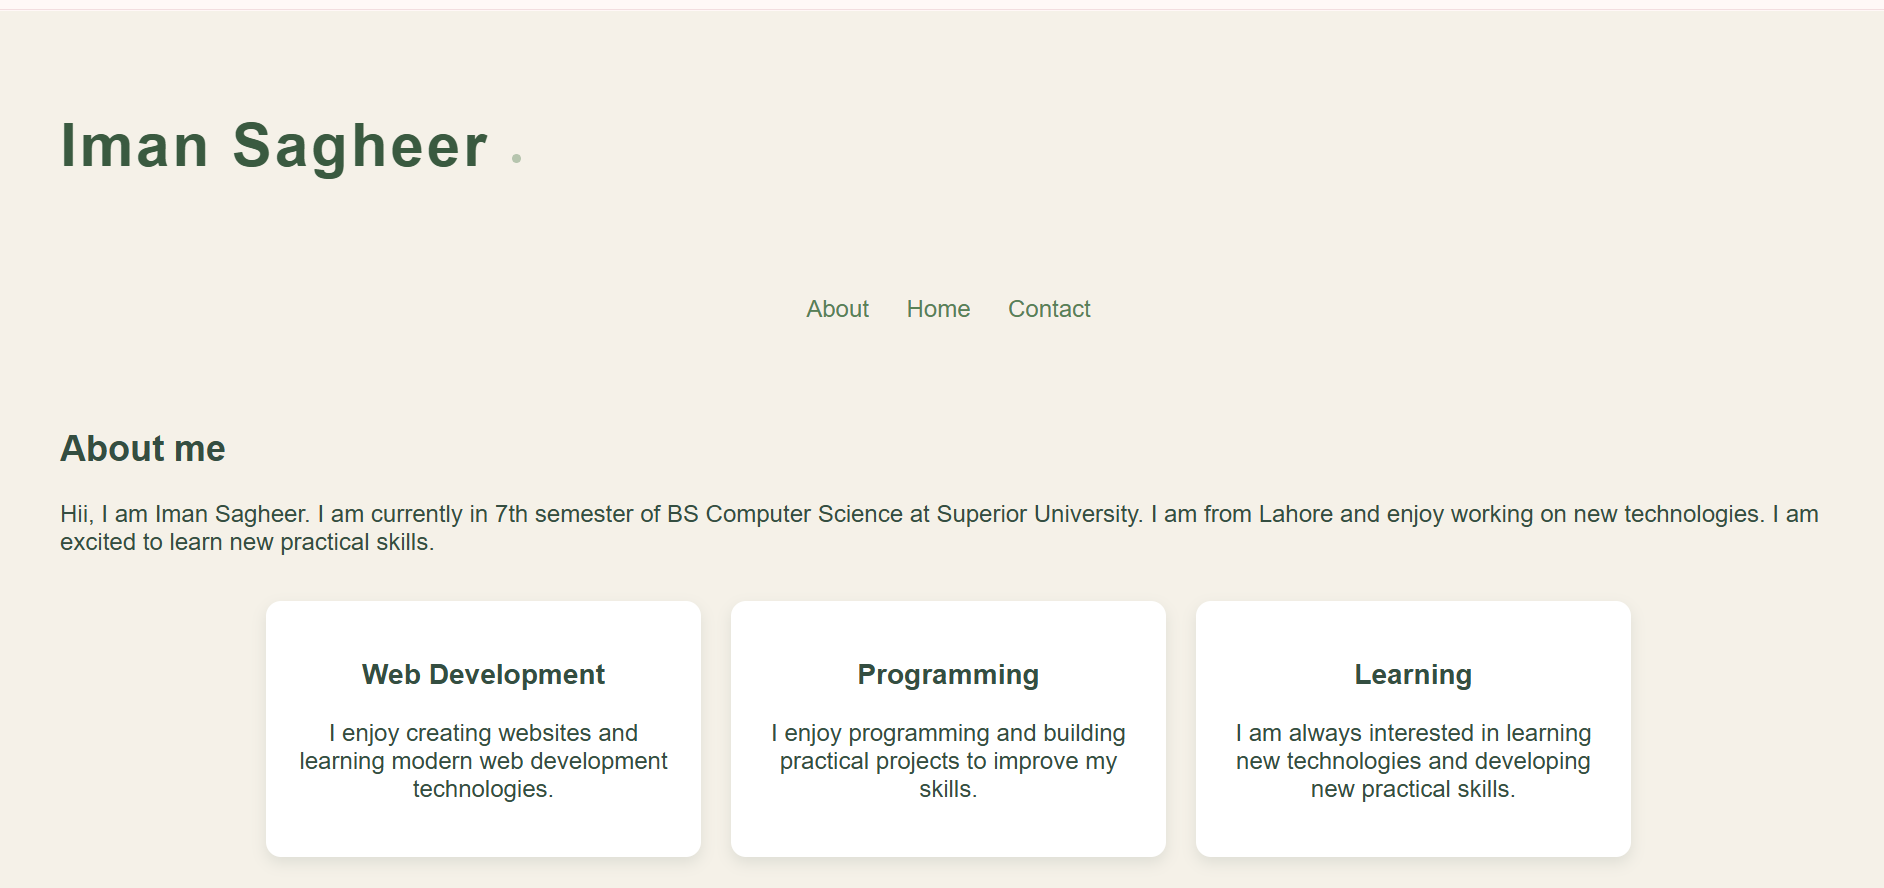 Iman Sagheer .
About Home Contact
About me
Hii, I am Iman Sagheer. I am currently in 7th semester of BS Computer Science at Superior University. I am from Lahore and enjoy working on new technologies. I am
excited to learn new practical skills.
Web Development
I enjoy creating websites and
learning modern web development
technologies.
Programming
I enjoy programming and building
practical projects to improve my
skills.
Learning
I am always interested in learning
new technologies and developing
new practical skills.